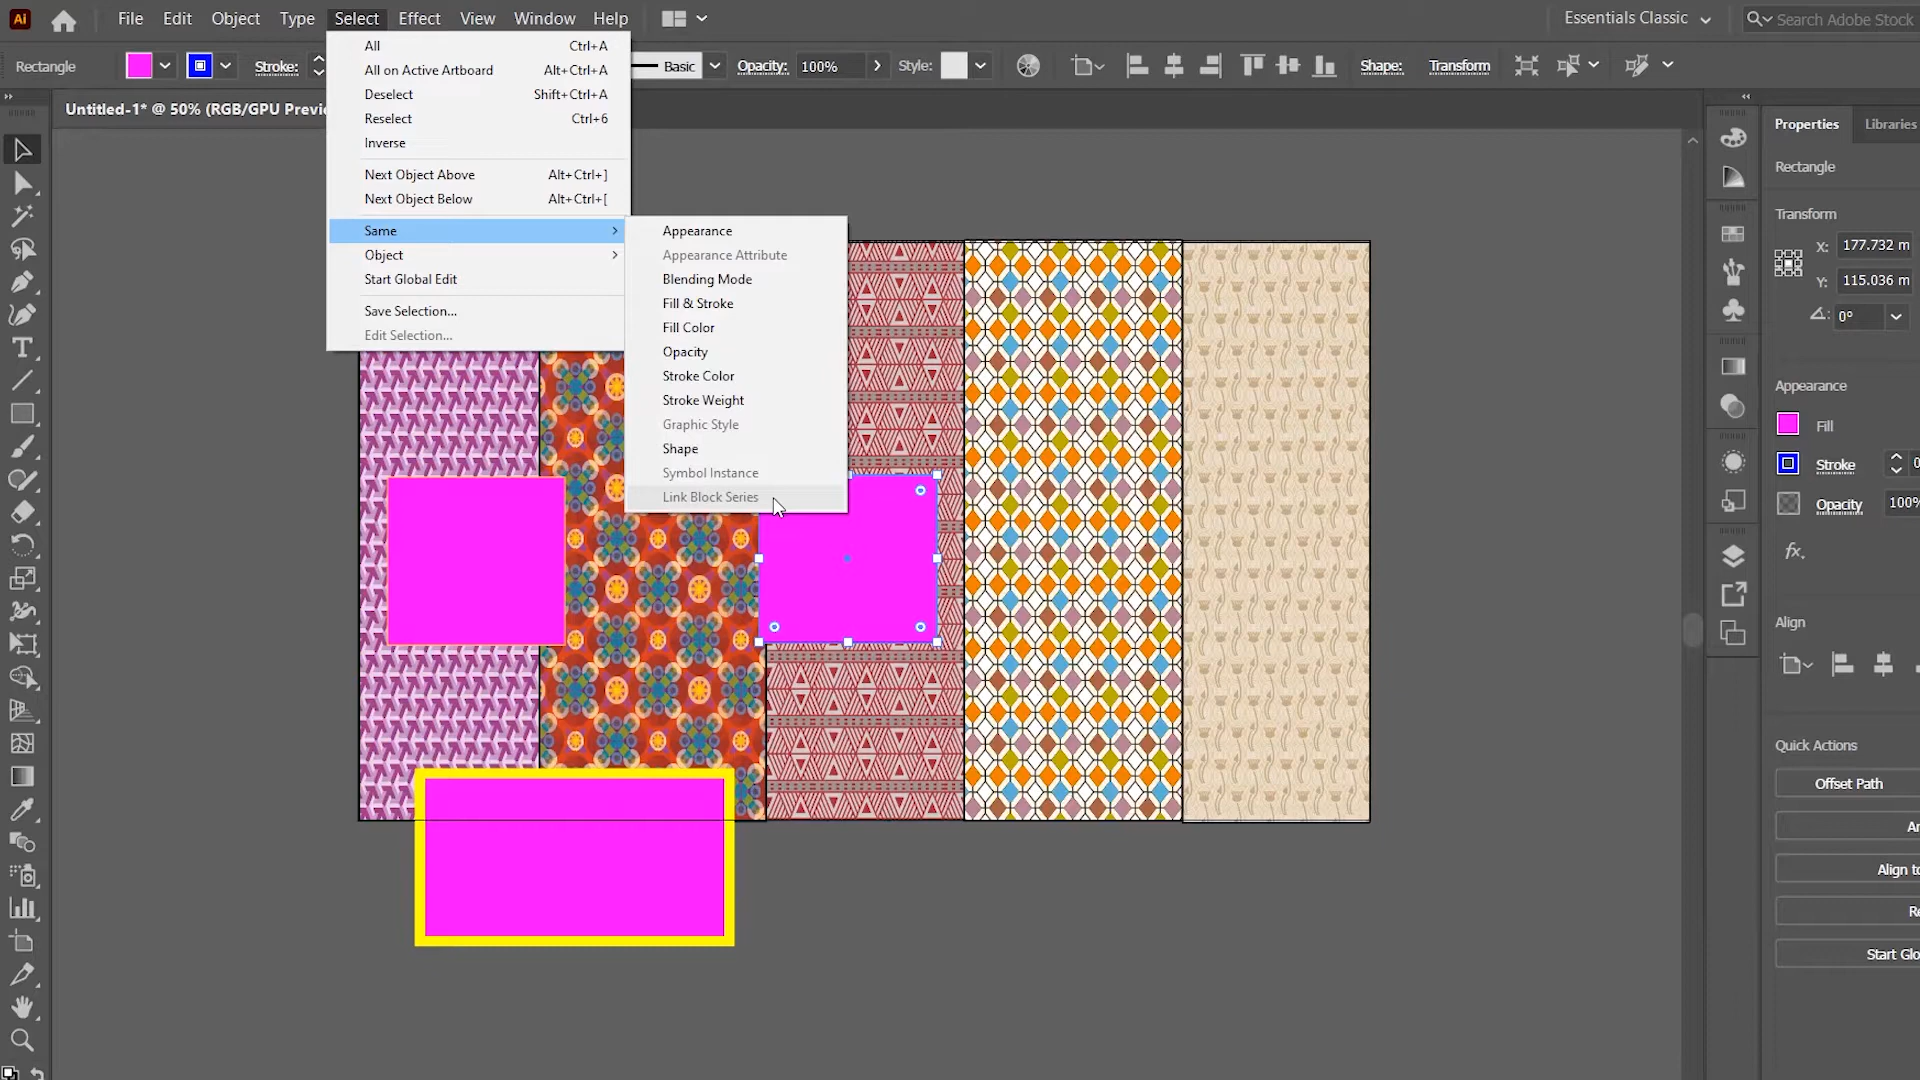 Ai File Edit Object Type Select Effect View Window Help Essentials Classic Search Adobe Stock
Rectangle Stroke: Basic Opacity: 100% Style: Shape: Transform
Untitled-1* @ 50% (RGB/GPU
All Ctrl+A
All on Active Artboard Alt+Ctrl+A
Deselect Shift+Ctrl+A
Reselect Ctrl+6
Inverse
Next Object Above Alt+Ctrl+]
Next Object Below Alt+Ctrl+[
Same
Object
Start Global Edit
Save Selection...
Edit Selection...
Appearance
Appearance Attribute
Blending Mode
Fill & Stroke
Fill Color
Opacity
Stroke Color
Stroke Weight
Graphic Style
Shape
Symbol Instance
Link Block Series
Properties Libraries
Rectangle
Transform
X: 177.732 m
Y: 115.036 m
0°
Appearance
Fill
Stroke
Opacity 100%
fx.
Align
Quick Actions
Offset Path
Align to